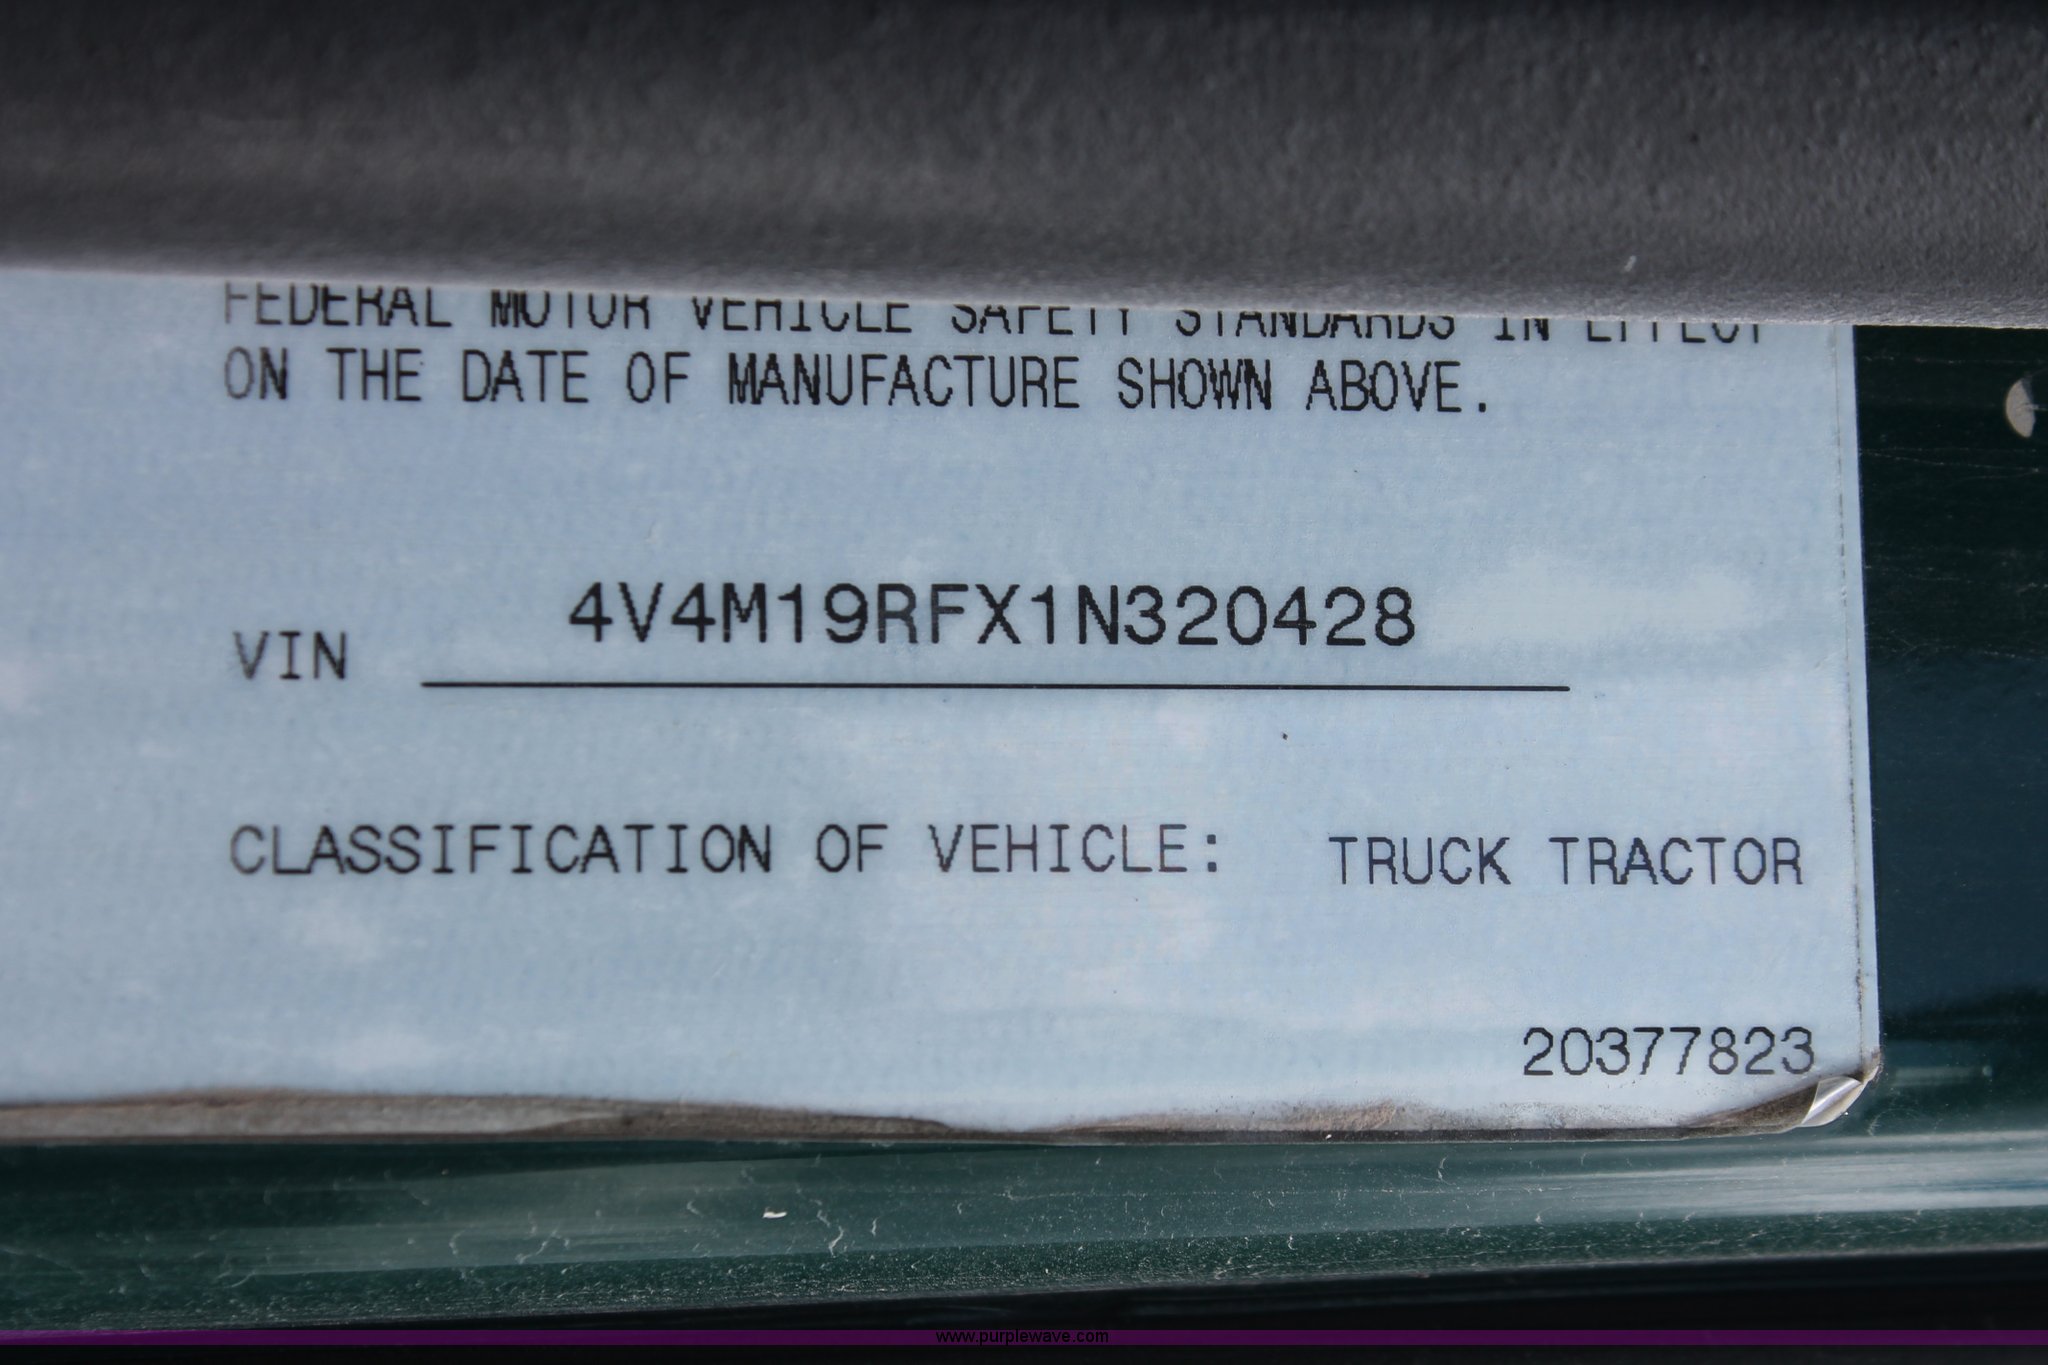 FEDERAL MOTOR VEHICLE SAFETY STANDARDS IN EFFECT
ON THE DATE OF MANUFACTURE SHOWN ABOVE.
VIN 4V4M19RFX1N320428
CLASSIFICATION OF VEHICLE: TRUCK TRACTOR
20377823
www.purplewave.com